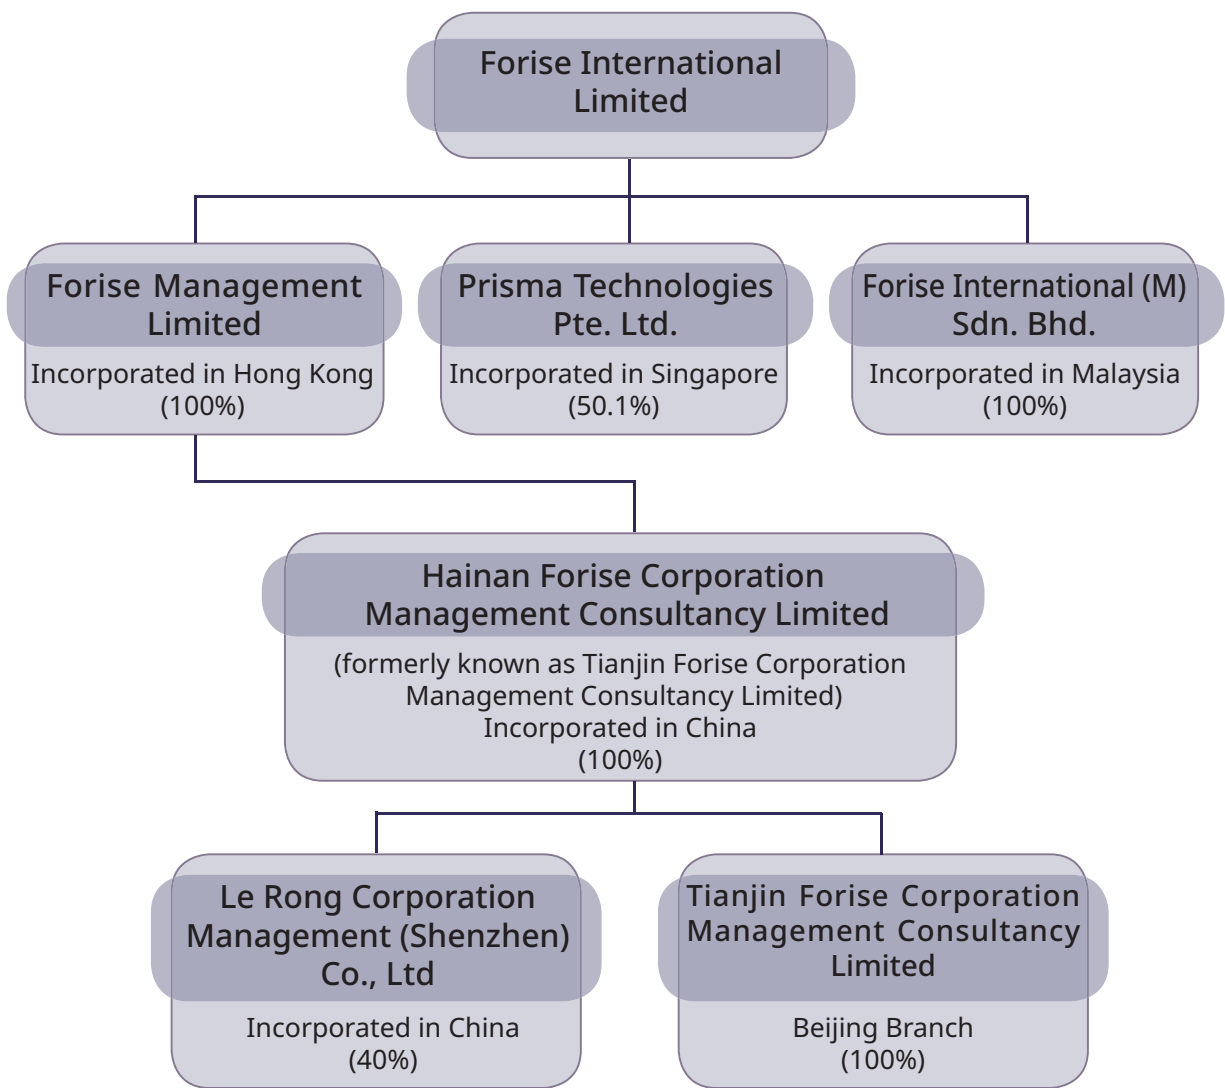 Forise International
Limited
Forise Management
Limited
Incorporated in Hong Kong
(100%)
Prisma Technologies
Pte. Ltd.
Incorporated in Singapore
(50.1%)
Forise International (M)
Sdn. Bhd.
Incorporated in Malaysia
(100%)
Hainan Forise Corporation
Management Consultancy Limited
(formerly known as Tianjin Forise Corporation
Management Consultancy Limited)
Incorporated in China
(100%)
Le Rong Corporation
Management (Shenzhen)
Co., Ltd
Incorporated in China
(40%)
Tianjin Forise Corporation
Management Consultancy
Limited
Beijing Branch
(100%)